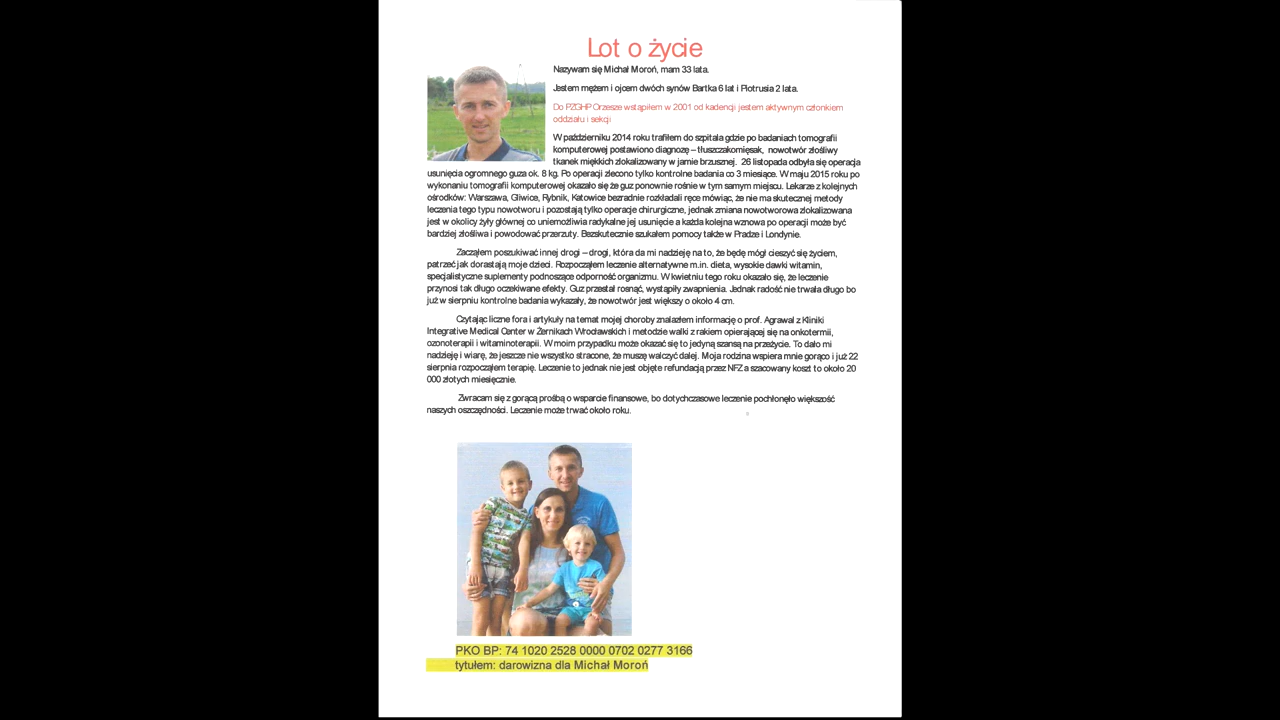 Lot o życie
Nazywam się Michał Moroń, mam 33 lata.
Jestem mężem i ojcem dwóch synów Bartka 6 lat i Piotrusia 2 lata.
Do PZGHP Orzesze wstąpiłem w 2001 od kadencji jestem aktywnym członkiem
oddziału i sekcji
W październiku 2014 roku trafiłem do szpitala gdzie po badaniach tomografii
komputerowej postawiono diagnozę – tłuszczakomięsak, nowotwór złośliwy
tkanek miękkich zlokalizowany w jamie brzusznej. 26 listopada odbyła się operacja
usunięcia ogromnego guza ok. 8 kg. Po operacji zlecono tylko kontrolne badania co 3 miesiące. W maju 2015 roku po
wykonaniu tomografii komputerowej okazało się że guz ponownie rośnie w tym samym miejscu. Lekarze z kolejnych
ośrodków: Warszawa, Gliwice, Rybnik, Katowice bezradnie rozkładali ręce mówiąc, że nie ma skutecznej metody
leczenia tego typu nowotworu i pozostają tylko operacje chirurgiczne, jednak zmiana nowotworowa zlokalizowana
jest w okolicy żyły głównej co uniemożliwia radykalne jej usunięcie a każda kolejna wznowa po operacji może być
bardziej złośliwa i powodować przerzuty. Bezskutecznie szukałem pomocy także w Pradze i Londynie.
Zacząłem poszukiwać innej drogi – drogi, która da mi nadzieję na to, że będę mógł cieszyć się życiem,
patrzeć jak dorastają moje dzieci. Rozpocząłem leczenie alternatywne m.in. dieta, wysokie dawki witamin,
specjalistyczne suplementy podnoszące odporność organizmu. W kwietniu tego roku okazało się, że leczenie
przynosi tak długo oczekiwane efekty. Guz przestał rosnąć, wystąpiły zwapnienia. Jednak radość nie trwała długo bo
już w sierpniu kontrolne badania wykazały, że nowotwór jest większy o około 4 cm.
Czytając liczne fora i artykuły na temat mojej choroby znalazłem informację o prof. Agrawal z Kliniki
Integrative Medical Center w Żernikach Wrocławskich i metodzie walki z rakiem opierającej się na onkotermii,
ozonoterapii i witaminoterapii. W moim przypadku może okazać się to jedyną szansą na przeżycie. To dało mi
nadzieję i wiarę, że jeszcze nie wszystko stracone, że muszę walczyć dalej. Moja rodzina wspiera mnie gorąco i już 22
sierpnia rozpocząłem terapię. Leczenie to jednak nie jest objęte refundacją przez NFZ a szacowany koszt to około 20
000 złotych miesięcznie.
Zwracam się z gorącą prośbą o wsparcie finansowe, bo dotychczasowe leczenie pochłonęło większość
naszych oszczędności. Leczenie może trwać około roku.
PKO BP: 74 1020 2528 0000 0702 0277 3166
tytułem: darowizna dla Michał Moroń